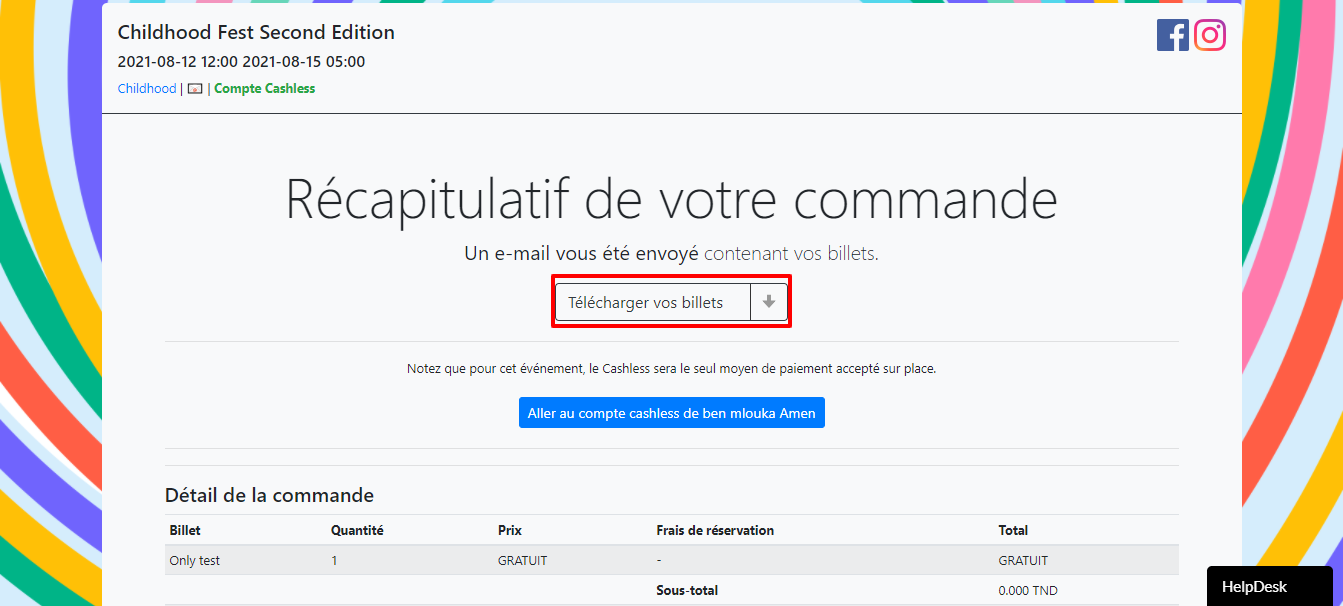 Childhood Fest Second Edition
2021-08-12 12:00 2021-08-15 05:00
Childhood | | Compte Cashless
Récapitulatif de votre commande
Un e-mail vous été envoyé contenant vos billets.
Télécharger vos billets
Notez que pour cet événement, le Cashless sera le seul moyen de paiement accepté sur place.
Aller au compte cashless de ben mlouka Amen
Détail de la commande
Billet Quantité Prix Frais de réservation Total
Only test 1 GRATUIT - GRATUIT
Sous-total 0.000 TND
HelpDesk